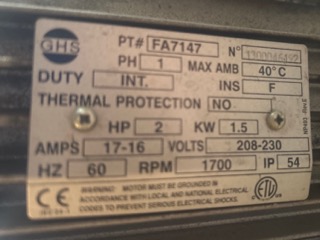 GHS
PT# FA7147 N°
PH 1 MAX AMB 40°C
DUTY INT. INS F
THERMAL PROTECTION NO
HP 2 KW 1.5
AMPS 17-16 VOLTS 208-230
HZ 60 RPM 1700 IP 54
CE WARNING: MOTOR MUST BE GROUNDED IN
ACCORDANCE WITH LOCAL AND NATIONAL ELECTRICAL
CODES TO PREVENT SERIOUS ELECTRICAL SHOCKS.
ETL